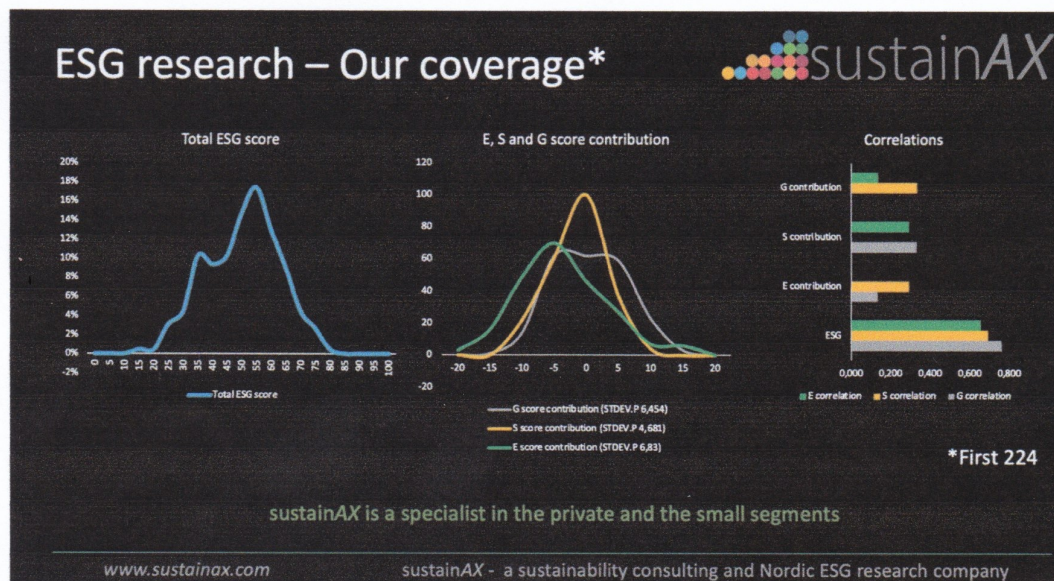 ESG research – Our coverage*
sustainAX
Total ESG score
20%
18%
16%
14%
12%
10%
8%
6%
4%
2%
0%
-2%
0 5 10 15 20 25 30 35 40 45 50 55 60 65 70 75 80 85 90 95 100
Total ESG score
E, S and G score contribution
120
100
80
60
40
20
0
-20
-20 -15 -10 -5 0 5 10 15 20
G score contribution (STDEV.P 6,454)
S score contribution (STDEV.P 4,681)
E score contribution (STDEV.P 6,83)
Correlations
G contribution
S contribution
E contribution
ESG
0,000 0,200 0,400 0,600 0,800
E correlation S correlation G correlation
*First 224
sustainAX is a specialist in the private and the small segments
www.sustainax.com sustainAX - a sustainability consulting and Nordic ESG research company